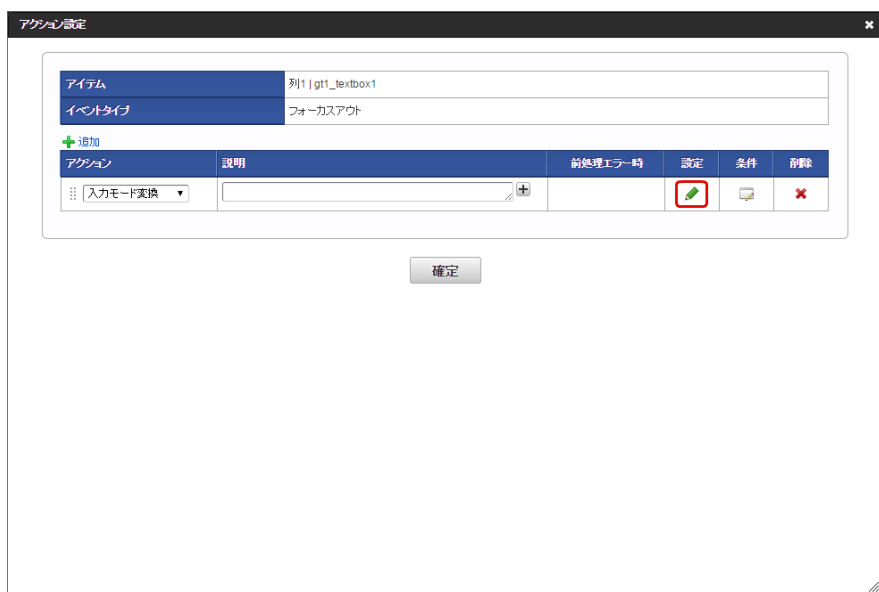 アクション設定
アイテム 列1 | gt1_textbox1
イベントタイプ フォーカスアウト
追加
アクション 説明 前処理エラー時 設定 条件 削除
入力モード変換
確定